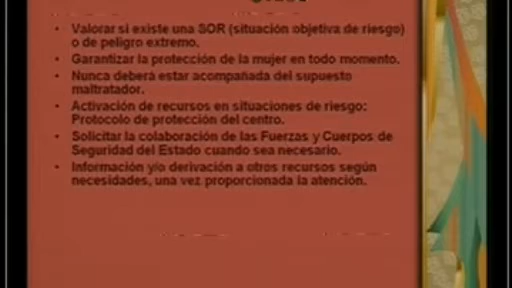 • Valorar si existe una SOR (situación objetiva de riesgo)
o de peligro extremo.
• Garantizar la protección de la mujer en todo momento.
• Nunca deberá estar acompañada del supuesto
maltratador.
• Activación de recursos en situaciones de riesgo:
Protocolo de protección del centro.
• Solicitar la colaboración de las Fuerzas y Cuerpos de
Seguridad del Estado cuando sea necesario.
• Información y/o derivación a otros recursos según
necesidades, una vez proporcionada la atención.